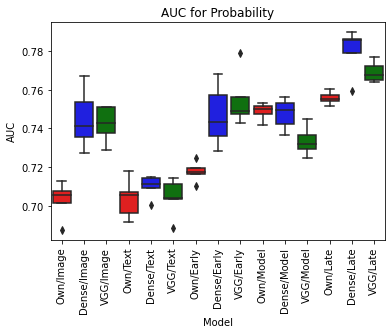 AUC for Probability
AUC
0.78
0.76
0.74
0.72
0.70
Own/Image
Dense/Image
VGG/Image
Own/Text
Dense/Text
VGG/Text
Own/Early
Dense/Early
VGG/Early
Own/Model
Dense/Model
VGG/Model
Own/Late
Dense/Late
VGG/Late
Model